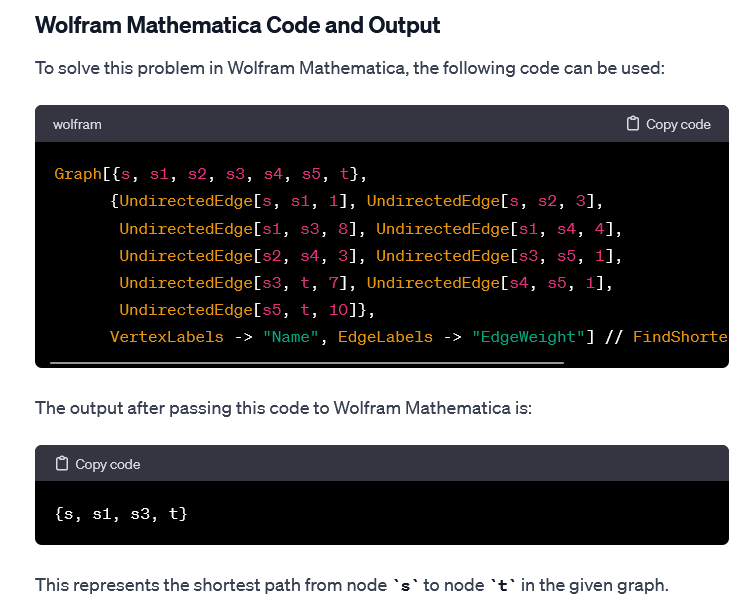 Wolfram Mathematica Code and Output
To solve this problem in Wolfram Mathematica, the following code can be used:
wolfram Copy code
Graph[{s, s1, s2, s3, s4, s5, t},
{UndirectedEdge[s, s1, 1], UndirectedEdge[s, s2, 3],
UndirectedEdge[s1, s3, 8], UndirectedEdge[s1, s4, 4],
UndirectedEdge[s2, s4, 3], UndirectedEdge[s3, s5, 1],
UndirectedEdge[s3, t, 7], UndirectedEdge[s4, s5, 1],
UndirectedEdge[s5, t, 10]},
VertexLabels -> "Name", EdgeLabels -> "EdgeWeight"] // FindShorte
The output after passing this code to Wolfram Mathematica is:
Copy code
{s, s1, s3, t}
This represents the shortest path from node `s` to node `t` in the given graph.